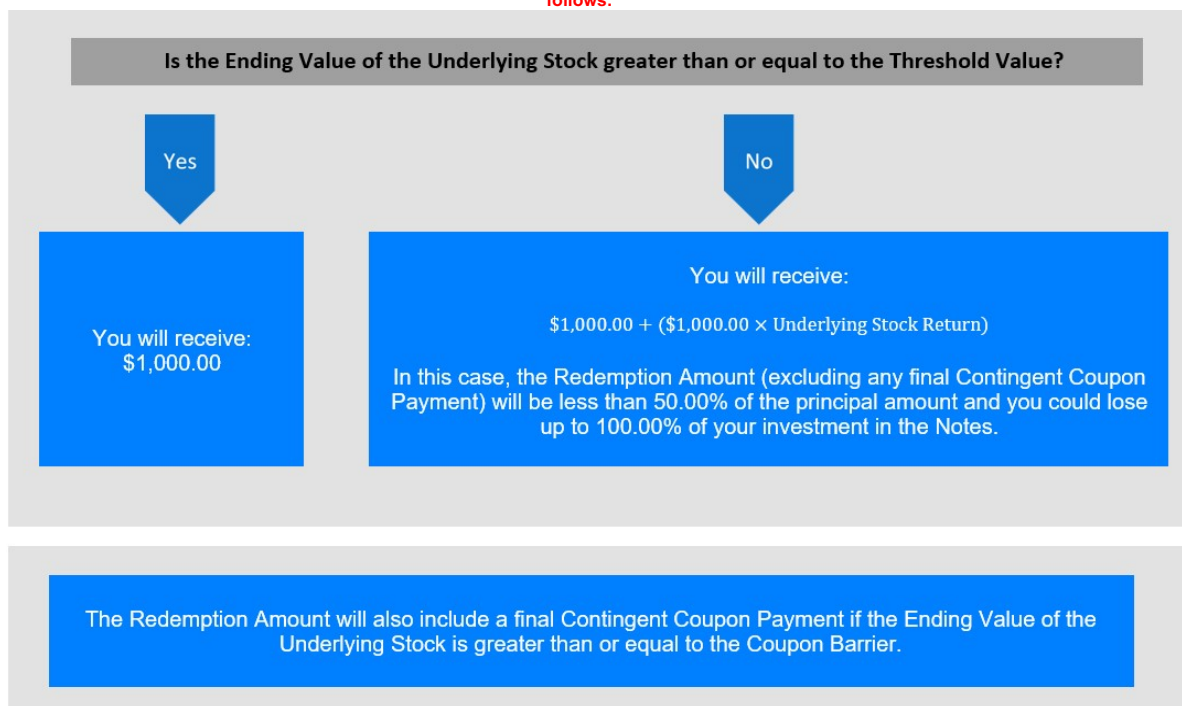 follows:
Is the Ending Value of the Underlying Stock greater than or equal to the Threshold Value?
Yes
No
You will receive:
$1,000.00
You will receive:
$1,000.00 + ($1,000.00 × Underlying Stock Return)
In this case, the Redemption Amount (excluding any final Contingent Coupon
Payment) will be less than 50.00% of the principal amount and you could lose
up to 100.00% of your investment in the Notes.
The Redemption Amount will also include a final Contingent Coupon Payment if the Ending Value of the
Underlying Stock is greater than or equal to the Coupon Barrier.